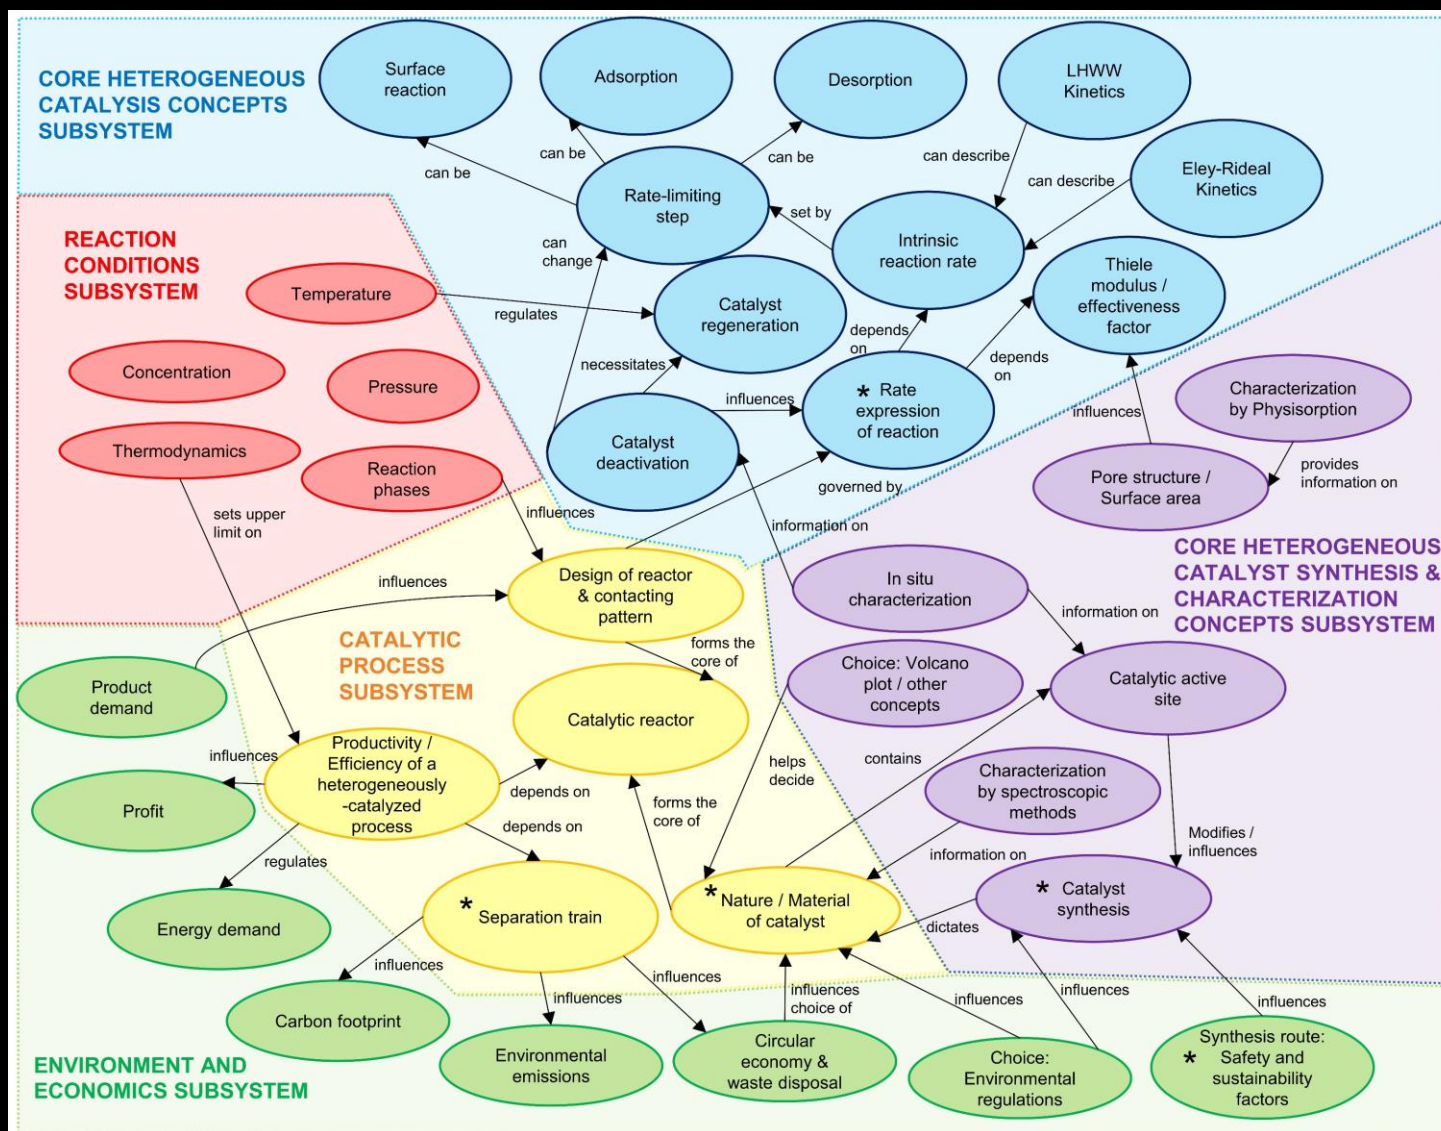 CORE HETEROGENEOUS
CATALYSIS CONCEPTS
SUBSYSTEM
Surface
reaction
Adsorption
Desorption
LHWW
Kinetics
can be
can be
can be
can describe
can describe
Eley-Rideal
Kinetics
Rate-limiting
step
set by
Intrinsic
reaction rate
can
change
Thiele
modulus /
effectiveness
factor
REACTION
CONDITIONS
SUBSYSTEM
Temperature
regulates
Catalyst
regeneration
depends
on
depends
on
Concentration
Pressure
necessitates
influences
* Rate
expression
of reaction
influences
Characterization
by Physisorption
Thermodynamics
Reaction
phases
Catalyst
deactivation
governed by
Pore structure /
Surface area
provides
information on
sets upper
limit on
influences
information on
CORE HETEROGENEOUS
CATALYST SYNTHESIS &
CHARACTERIZATION
CONCEPTS SUBSYSTEM
influences
Design of reactor
& contacting
pattern
In situ
characterization
information on
CATALYTIC
PROCESS
SUBSYSTEM
forms the
core of
Product
demand
Catalytic reactor
Choice: Volcano
plot / other
concepts
Catalytic active
site
influences
Productivity /
Efficiency of a
heterogeneously
-catalyzed
process
depends on
helps
decide
contains
Characterization
by spectroscopic
methods
Profit
depends on
forms the
core of
Modifies /
influences
regulates
information on
Energy demand
* Separation train
* Nature / Material
of catalyst
dictates
* Catalyst
synthesis
influences
influences
influences
influences
choice of
influences
influences
influences
Carbon footprint
Environmental
emissions
Circular
economy &
waste disposal
Choice:
Environmental
regulations
Synthesis route:
* Safety and
sustainability
factors
ENVIRONMENT AND
ECONOMICS SUBSYSTEM